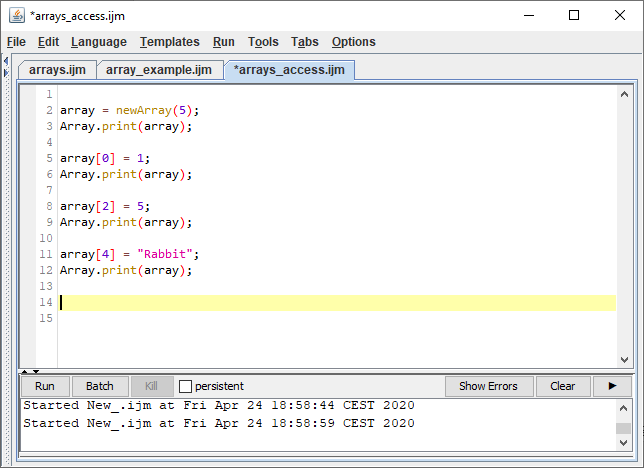 *arrays_access.ijm
File Edit Language Templates Run Tools Tabs Options
arrays.ijm array_example.ijm *arrays_access.ijm
1
2 array = newArray(5);
3 Array.print(array);
4
5 array[0] = 1;
6 Array.print(array);
7
8 array[2] = 5;
9 Array.print(array);
10
11 array[4] = "Rabbit";
12 Array.print(array);
13
14
15
Run Batch Kill persistent Show Errors Clear
Started New_.ijm at Fri Apr 24 18:58:44 CEST 2020
Started New_.ijm at Fri Apr 24 18:58:59 CEST 2020